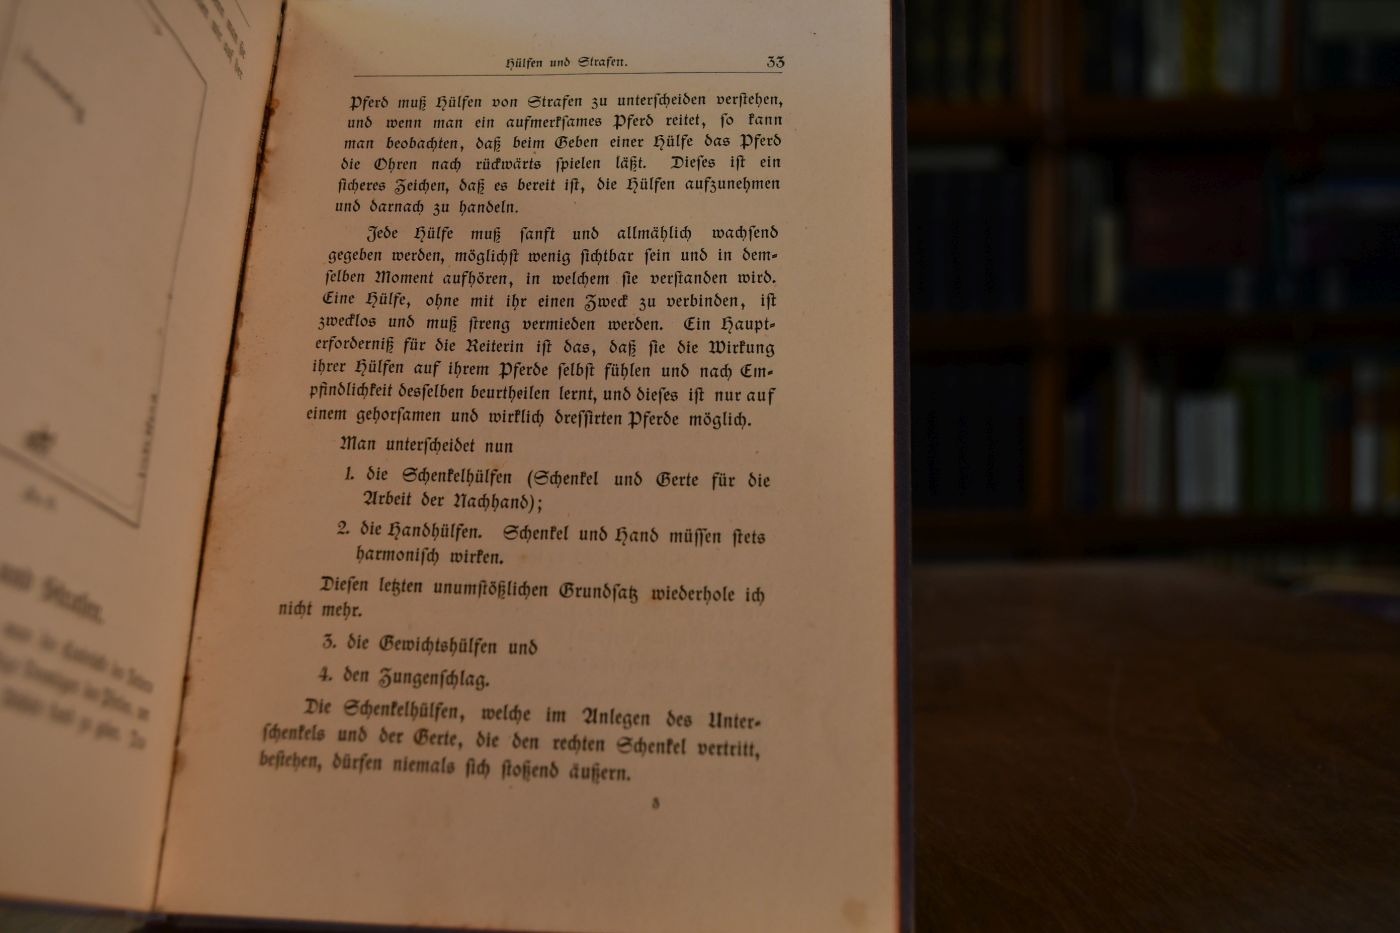 Hülfen und Strafen. 33
Pferd muß Hülfen von Strafen zu unterscheiden verstehen,
und wenn man ein aufmerksames Pferd reitet, so kann
man beobachten, daß beim Geben einer Hülfe das Pferd
die Ohren nach rückwärts spielen läßt. Dieses ist ein
sicheres Zeichen, daß es bereit ist, die Hülfen aufzunehmen
und darnach zu handeln.
Jede Hülfe muß sanft und allmählich wachsend
gegeben werden, möglichst wenig sichtbar sein und in dem-
selben Moment aufhören, in welchem sie verstanden wird.
Eine Hülfe, ohne mit ihr einen Zweck zu verbinden, ist
zwecklos und muß streng vermieden werden. Ein Haupt-
erforderniß für die Reiterin ist das, daß sie die Wirkung
ihrer Hülfen auf ihrem Pferde selbst fühlen und nach Em-
pfindlichkeit desselben beurtheilen lernt, und dieses ist nur auf
einem gehorsamen und wirklich dressirten Pferde möglich.
Man unterscheidet nun
1. die Schenkelhülfen (Schenkel und Gerte für die
Arbeit der Nachhand);
2. die Handhülfen. Schenkel und Hand müssen stets
harmonisch wirken.
Diesen letzten unumstößlichen Grundsatz wiederhole ich
nicht mehr.
3. die Gewichtshülfen und
4. den Zungenschlag.
Die Schenkelhülfen, welche im Anlegen des Unter-
schenkels und der Gerte, die den rechten Schenkel vertritt,
bestehen, dürfen niemals sich stoßend äußern.
3
und Strafen.